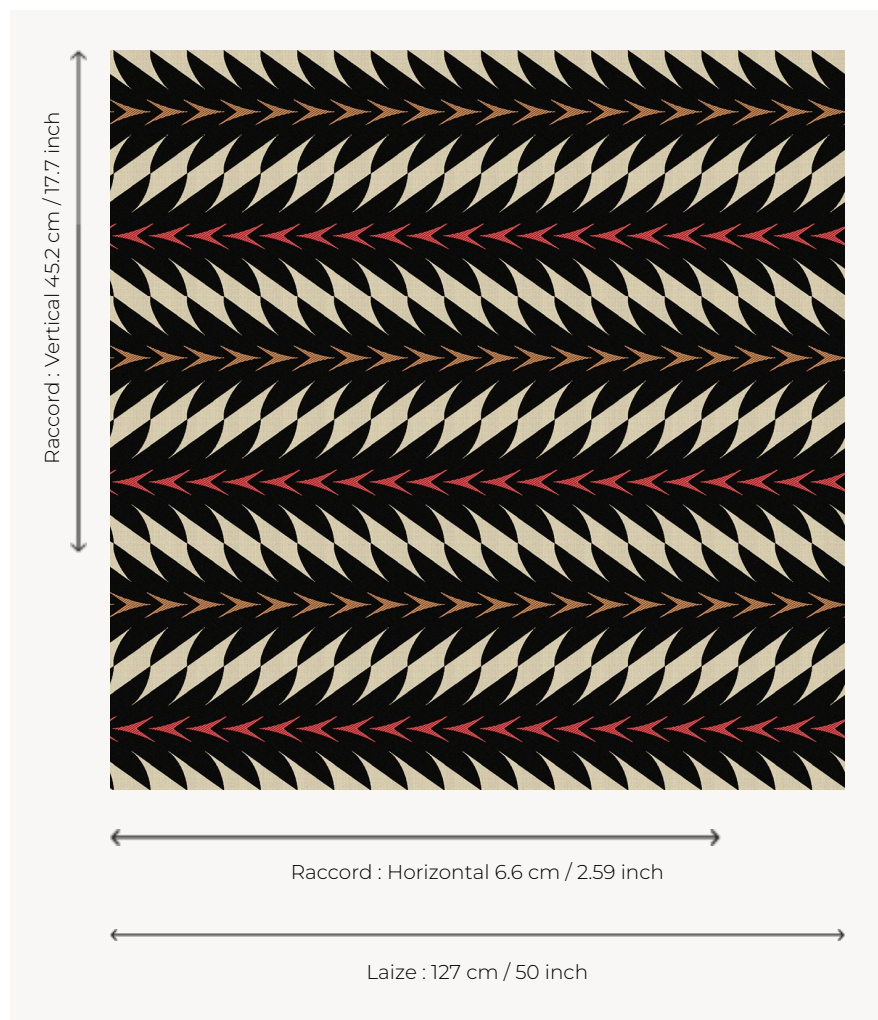 Raccord : Vertical 45.2 cm / 17.7 inch
Raccord : Horizontal 6.6 cm / 2.59 inch
Laize : 127 cm / 50 inch